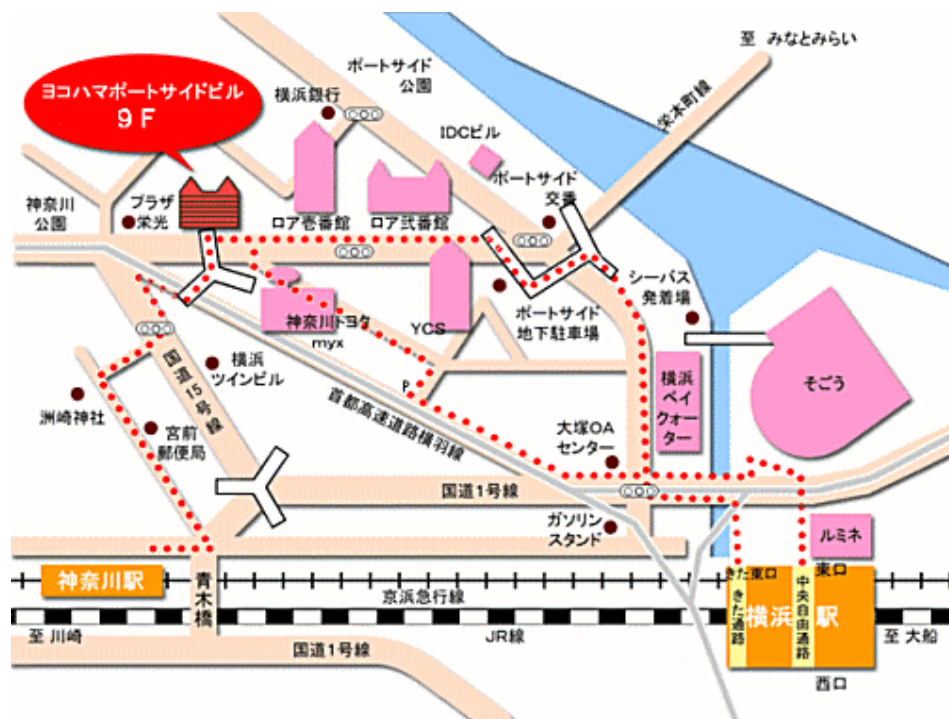 至 みなとみらい
ヨコハマポートサイドビル
9F
ポートサイド
公園
横浜銀行
栄本町線
IDCビル
ポートサイド
交番
神奈川
公園
プラザ
栄光
ロア壱番館
ロア弐番館
シーバス
発着場
ポートサイド
地下駐車場
神奈川トヨタ
myx
YCS
横浜
ツインビル
国道15号線
P
首都高速道路横羽線
横浜
ベイ
クォー
ター
そごう
洲崎神社
宮前
郵便局
大塚OA
センター
国道1号線
ガソリン
スタンド
ルミネ
神奈川駅
青木橋
京浜急行線
きた東口
東口
きた通路
中央自由通路
横浜駅
至 川崎
JR線
至 大船
国道1号線
西口